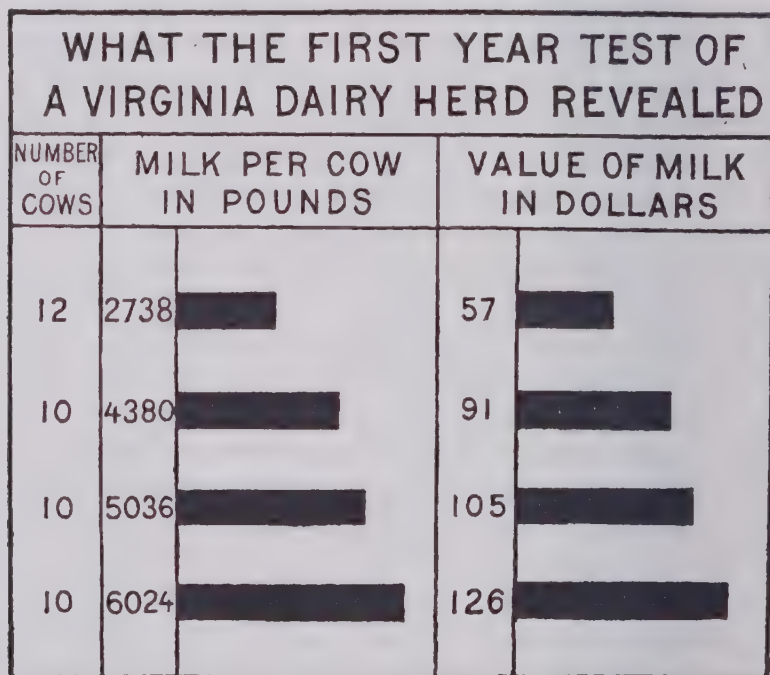 WHAT THE FIRST YEAR TEST OF
A VIRGINIA DAIRY HERD REVEALED
NUMBER
OF
COWS
MILK PER COW
IN POUNDS
VALUE OF MILK
IN DOLLARS
12 2738 57
10 4380 91
10 5036 105
10 6024 126